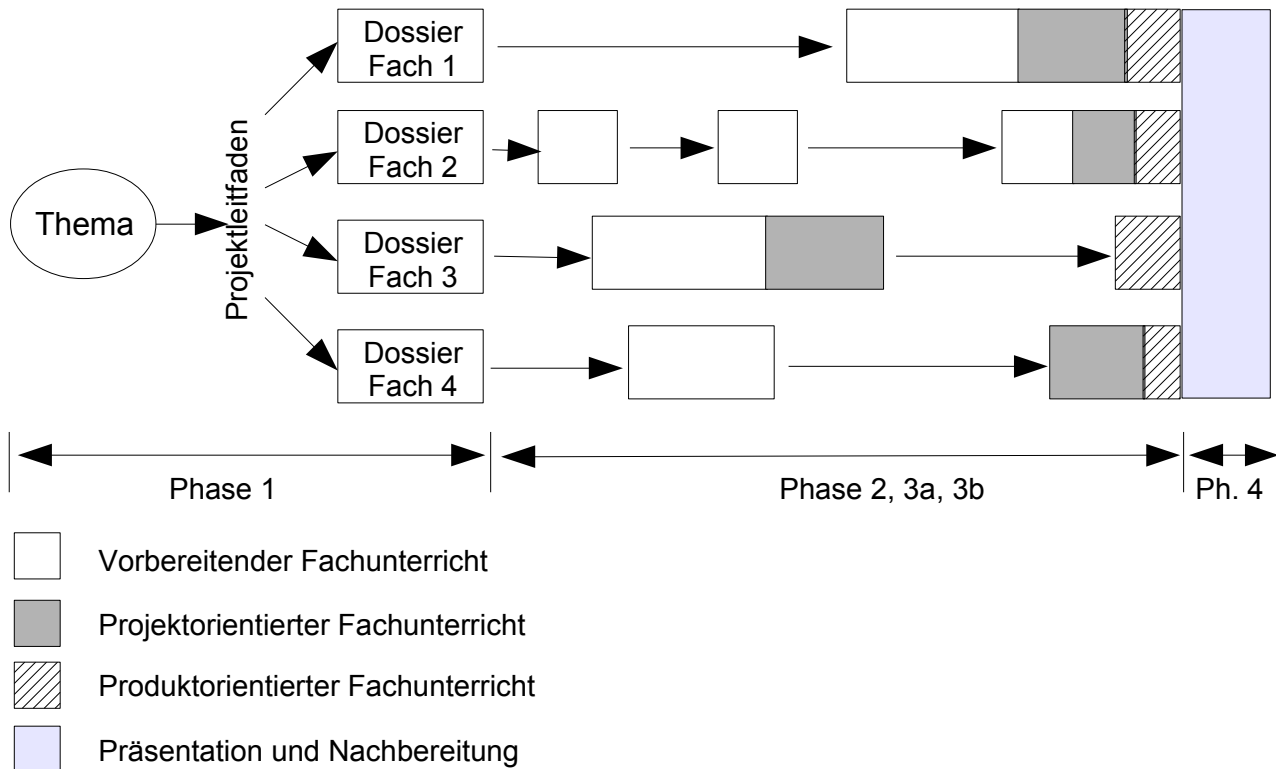 Dossier
Fach 1
Dossier
Fach 2
Thema
Projektleitfaden
Dossier
Fach 3
Dossier
Fach 4
Phase 1
Phase 2, 3a, 3b
Ph. 4
Vorbereitender Fachunterricht
Projektorientierter Fachunterricht
Produktorientierter Fachunterricht
Präsentation und Nachbereitung